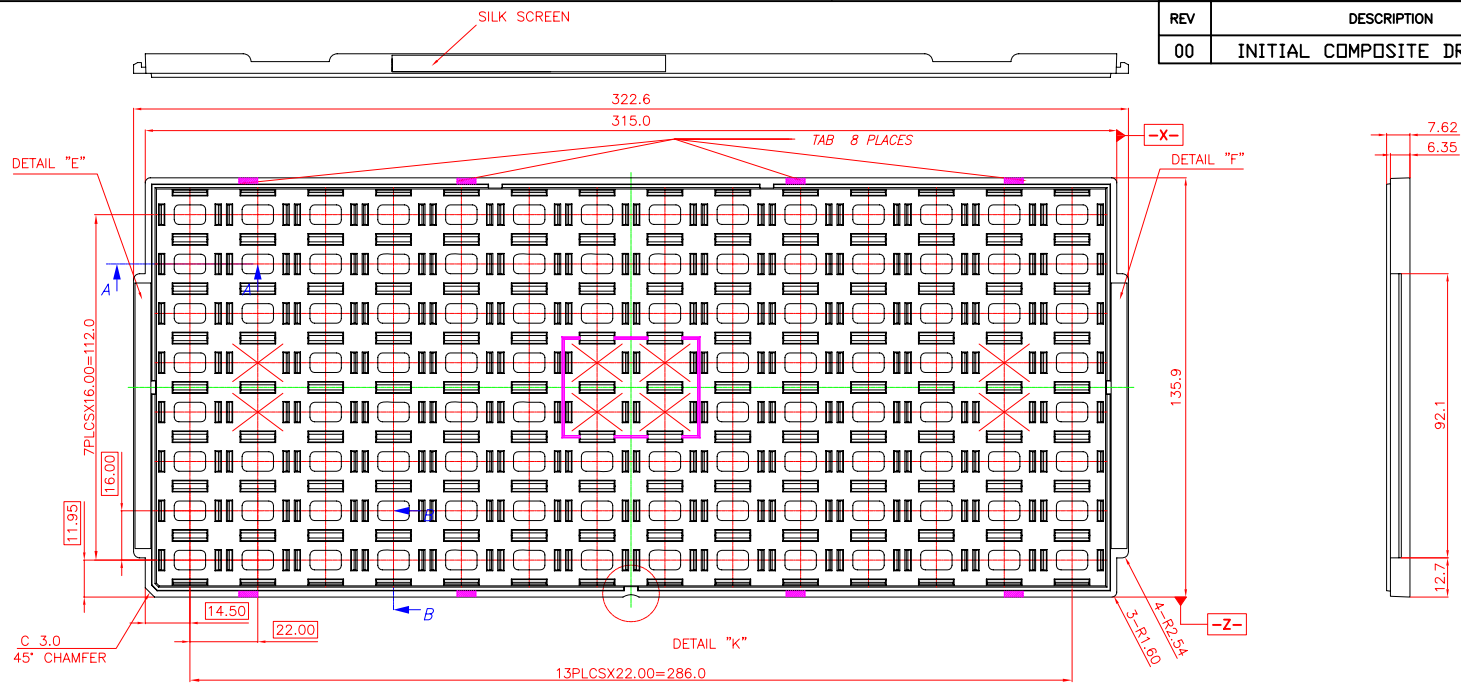 SILK SCREEN
REV DESCRIPTION
00 INITIAL COMPOSITE DR
322.6
315.0
-X-
TAB 8 PLACES
DETAIL "E"
DETAIL "F"
7.62
6.35
A
A
7PLCSX16.00=112.0
16.00
11.95
135.9
92.1
12.7
B
B
14.50
22.00
C 3.0
45° CHAMFER
DETAIL "K"
13PLCSX22.00=286.0
4-R2.54
3-R1.60
-Z-